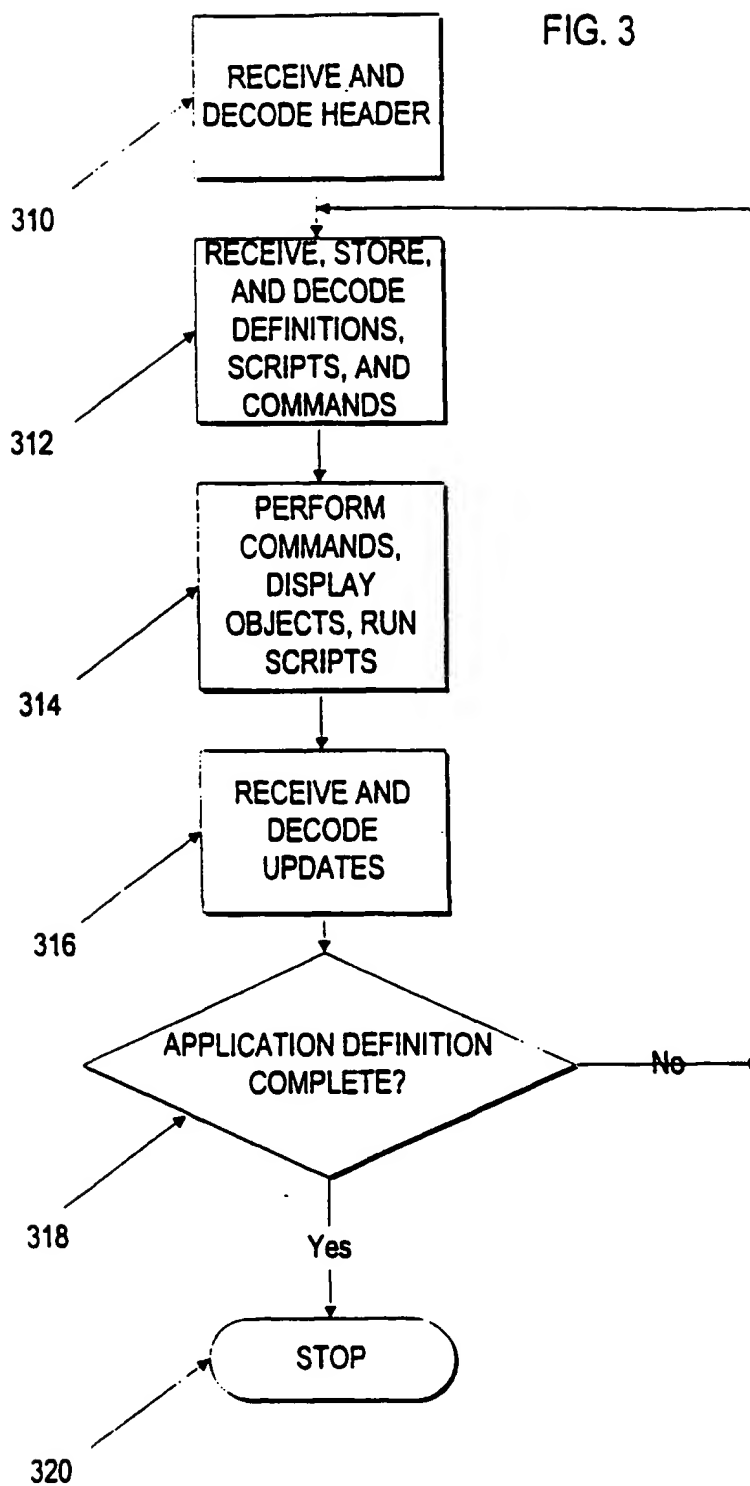 FIG. 3
RECEIVE AND
DECODE HEADER
310
RECEIVE, STORE,
AND DECODE
DEFINITIONS,
SCRIPTS, AND
COMMANDS
312
PERFORM
COMMANDS,
DISPLAY
OBJECTS, RUN
SCRIPTS
314
RECEIVE AND
DECODE
UPDATES
316
APPLICATION DEFINITION
COMPLETE?
No
318
Yes
STOP
320